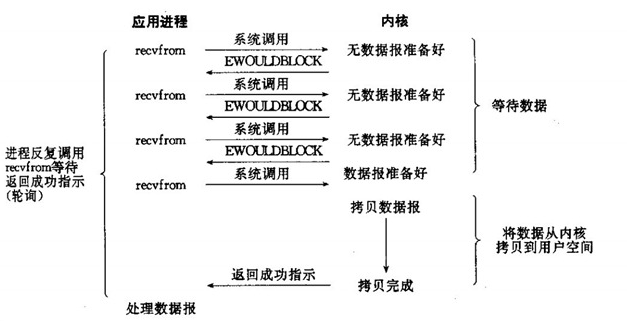 应用进程
内核
recvfrom
系统调用
无数据报准备好
EWOULDBLOCK
recvfrom
系统调用
无数据报准备好
EWOULDBLOCK
等待数据
recvfrom
系统调用
无数据报准备好
EWOULDBLOCK
进程反复调用
recvfrom等待
返回成功指示
(轮询)
recvfrom
系统调用
数据报准备好
拷贝数据报
将数据从内核
拷贝到用户空间
返回成功指示
拷贝完成
处理数据报